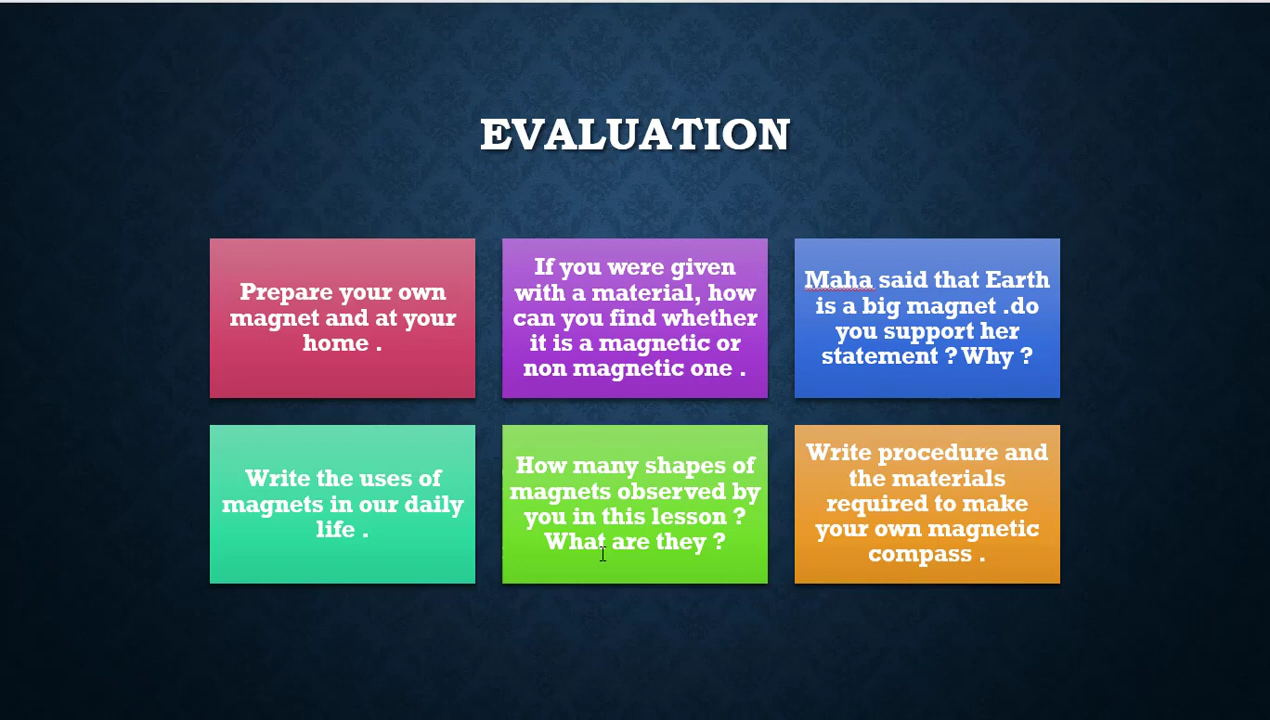 EVALUATION
Prepare your own
magnet and at your
home .
If you were given
with a material, how
can you find whether
it is a magnetic or
non magnetic one .
Maha said that Earth
is a big magnet .do
you support her
statement ? Why ?
Write the uses of
magnets in our daily
life .
How many shapes of
magnets observed by
you in this lesson ?
What are they ?
Write procedure and
the materials
required to make
your own magnetic
compass .